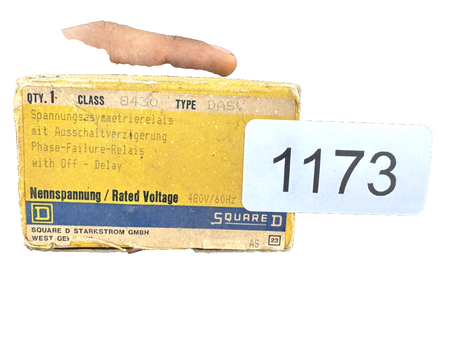 QTY. 1 CLASS 8430 TYPE DASV
Spannungsasymmetrierelais
mit Ausschaltverzögerung
Phase-Failure-Relais
with Off - Delay
Nennspannung / Rated Voltage 480V/60Hz
D SQUARE D
SQUARE D STARKSTROM GMBH
WEST GER
AS 23
1173